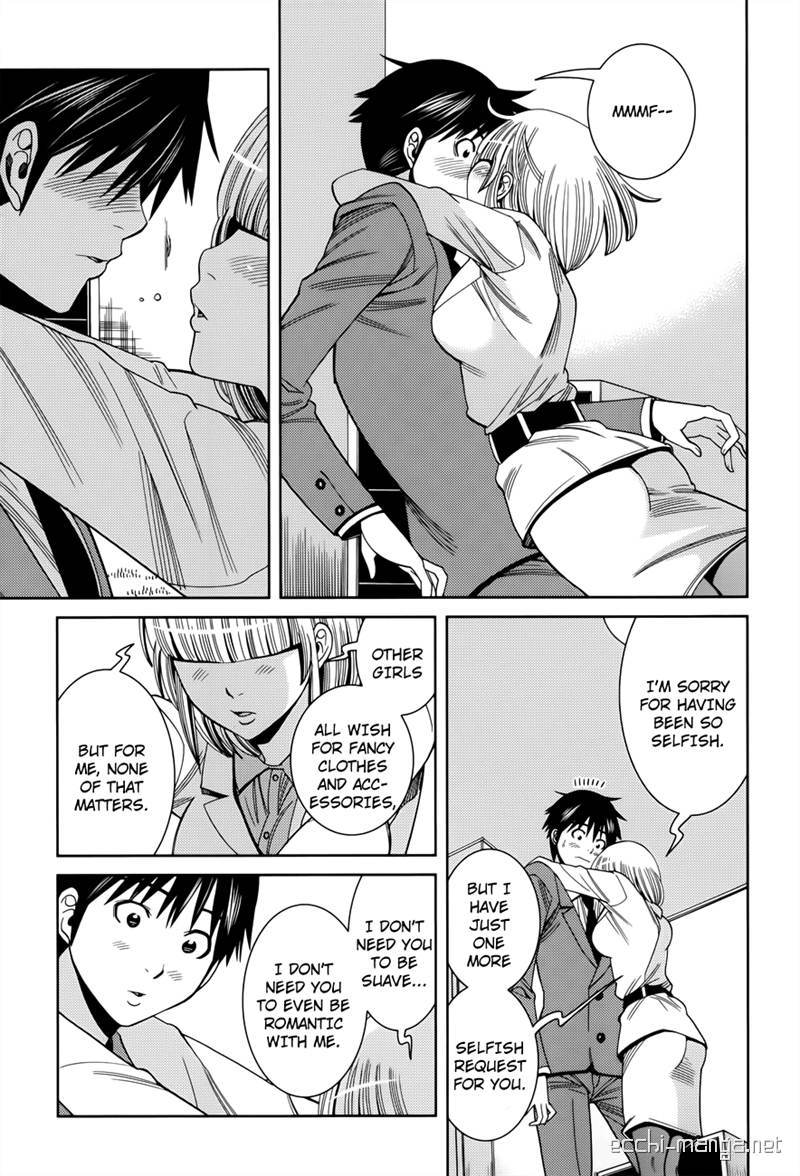 MMMF--
I'M SORRY
FOR HAVING
BEEN SO
SELFISH.
BUT I
HAVE
JUST
ONE
MORE
SELFISH
REQUEST
FOR YOU.
OTHER
GIRLS
ALL WISH
FOR FANCY
CLOTHES
AND ACC-
ESSORIES,
BUT FOR
ME, NONE
OF THAT
MATTERS.
I DON'T
NEED YOU
TO BE
SUAVE...
I DON'T
NEED YOU
TO EVEN BE
ROMANTIC
WITH ME.
ecchi-manga.net